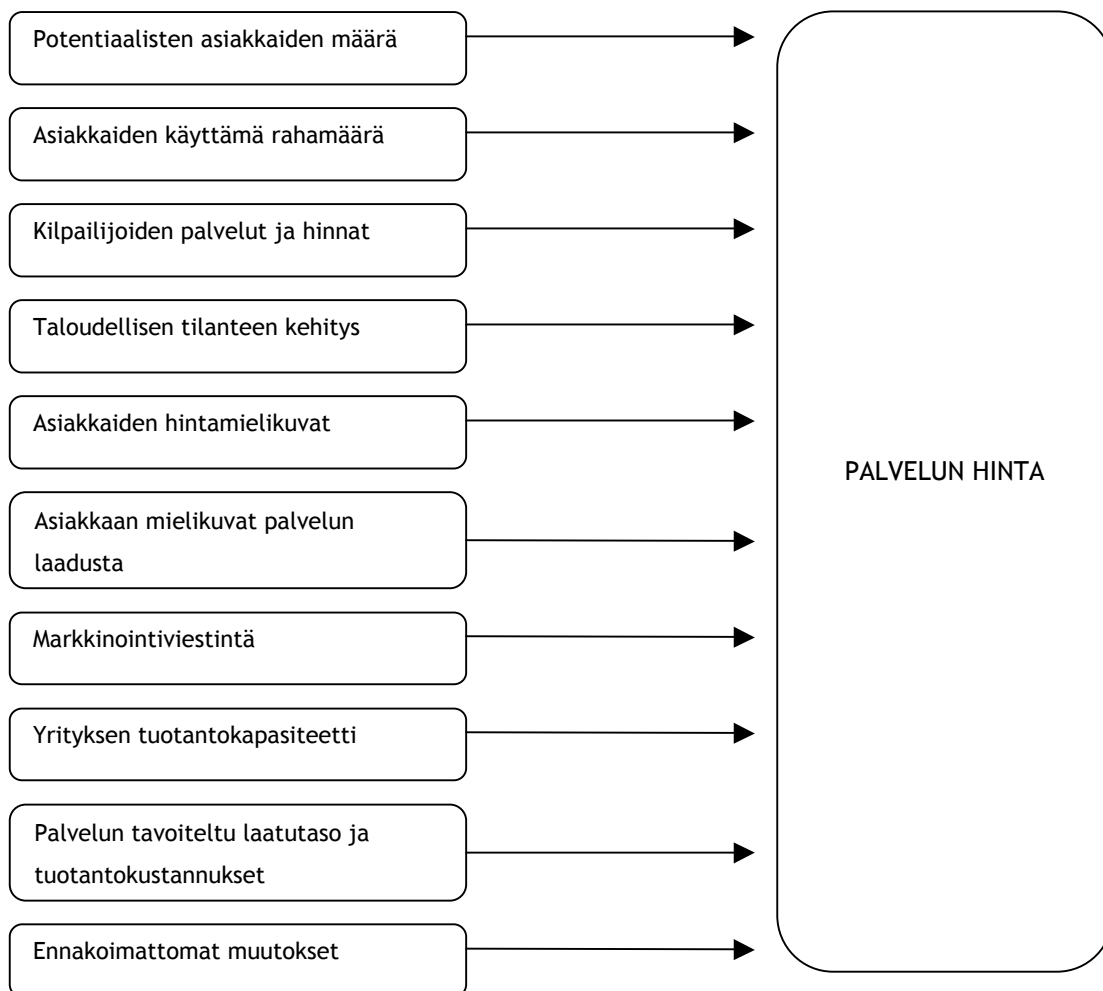 Potentiaalisten asiakkaiden määrä
Asiakkaiden käyttämä rahamäärä
Kilpailijoiden palvelut ja hinnat
Taloudellisen tilanteen kehitys
Asiakkaiden hintamielikuvat
Asiakkaan mielikuvat palvelun
laadusta
Markkinointiviestintä
Yrityksen tuotantokapasiteetti
Palvelun tavoiteltu laatutaso ja
tuotantokustannukset
Ennakoimattomat muutokset
PALVELUN HINTA